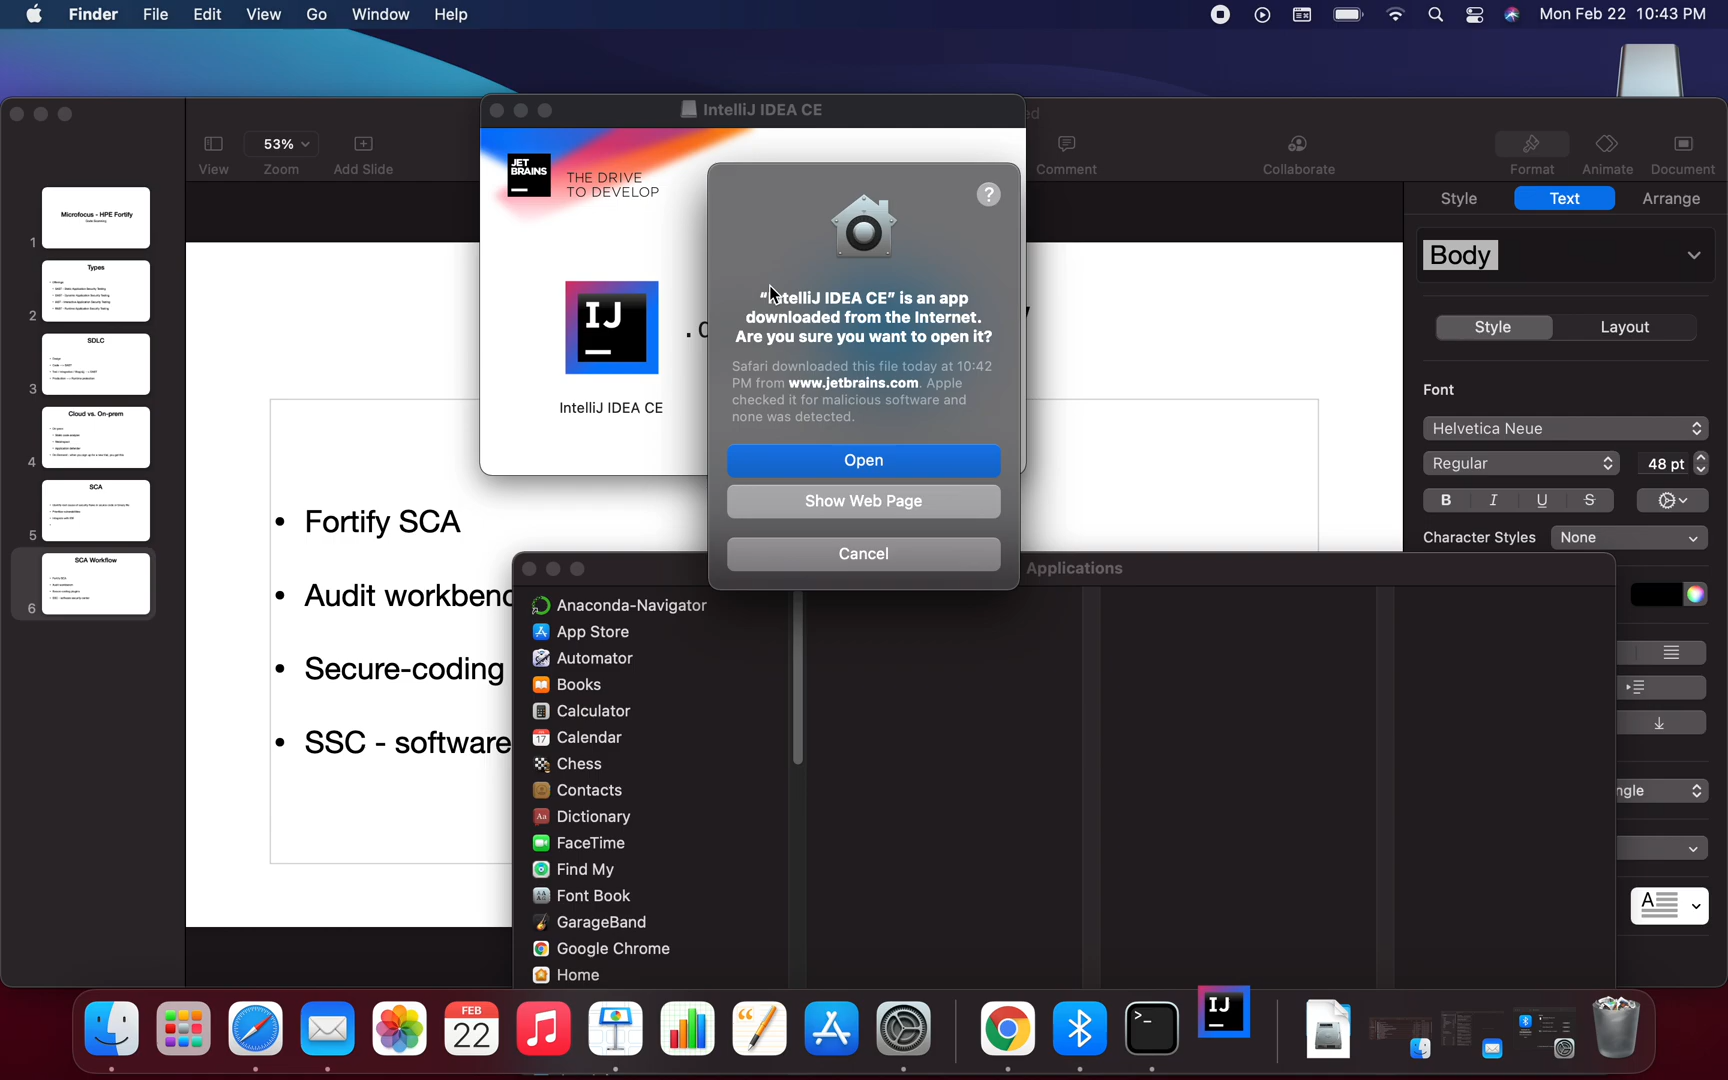 Finder File Edit View Go Window Help
Mon Feb 22 10:43 PM
53%
View Zoom Add Slide
IntelliJ IDEA CE
Comment Collaborate
Format Animate Document
1
Microfocus - HPE Fortify
2
Types
3
SDLC
4
Cloud vs. On-prem
5
SCA
6
SCA Workflow
JET
BRAINS
THE DRIVE
TO DEVELOP
IJ
IntelliJ IDEA CE
?
IntelliJ IDEA CE” is an app
downloaded from the Internet.
Are you sure you want to open it?
Safari downloaded this file today at 10:42
PM from www.jetbrains.com. Apple
checked it for malicious software and
none was detected.
Open
Show Web Page
Cancel
• Fortify SCA
• Audit workbenc
• Secure-coding
• SSC - software
Applications
Anaconda-Navigator
App Store
Automator
Books
Calculator
Calendar
Chess
Contacts
Dictionary
FaceTime
Find My
Font Book
GarageBand
Google Chrome
Home
Style Text Arrange
Body
Style Layout
Font
Helvetica Neue
Regular 48 pt
B I U S
Character Styles None
ngle
FEB
22
IJ